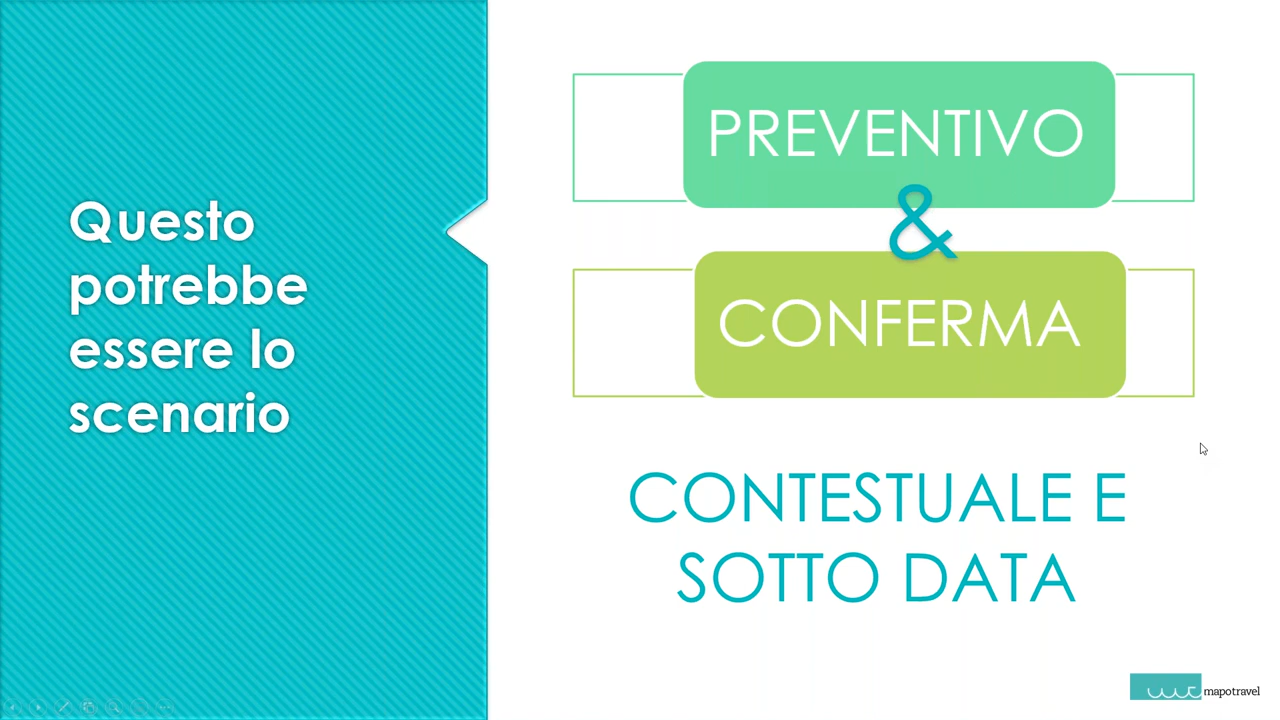 Questo
potrebbe
essere lo
scenario
PREVENTIVO
&
CONFERMA
CONTESTUALE E
SOTTO DATA
mapotravel